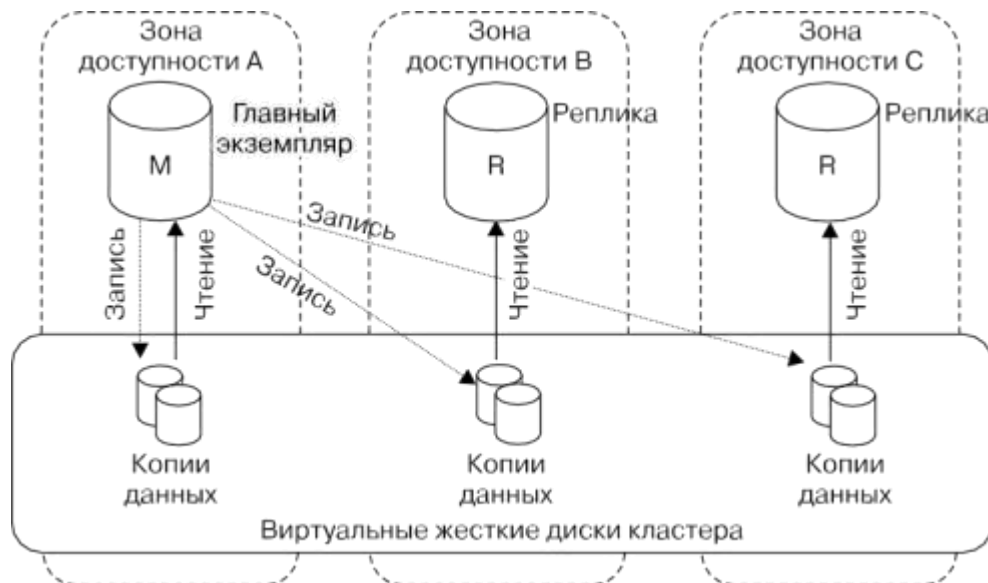 Зона
доступности A
Зона
доступности B
Зона
доступности C
Главный
экземпляр
Реплика
Реплика
M
R
R
Запись
Чтение
Запись
Запись
Чтение
Чтение
Копии
данных
Копии
данных
Копии
данных
Виртуальные жесткие диски кластера